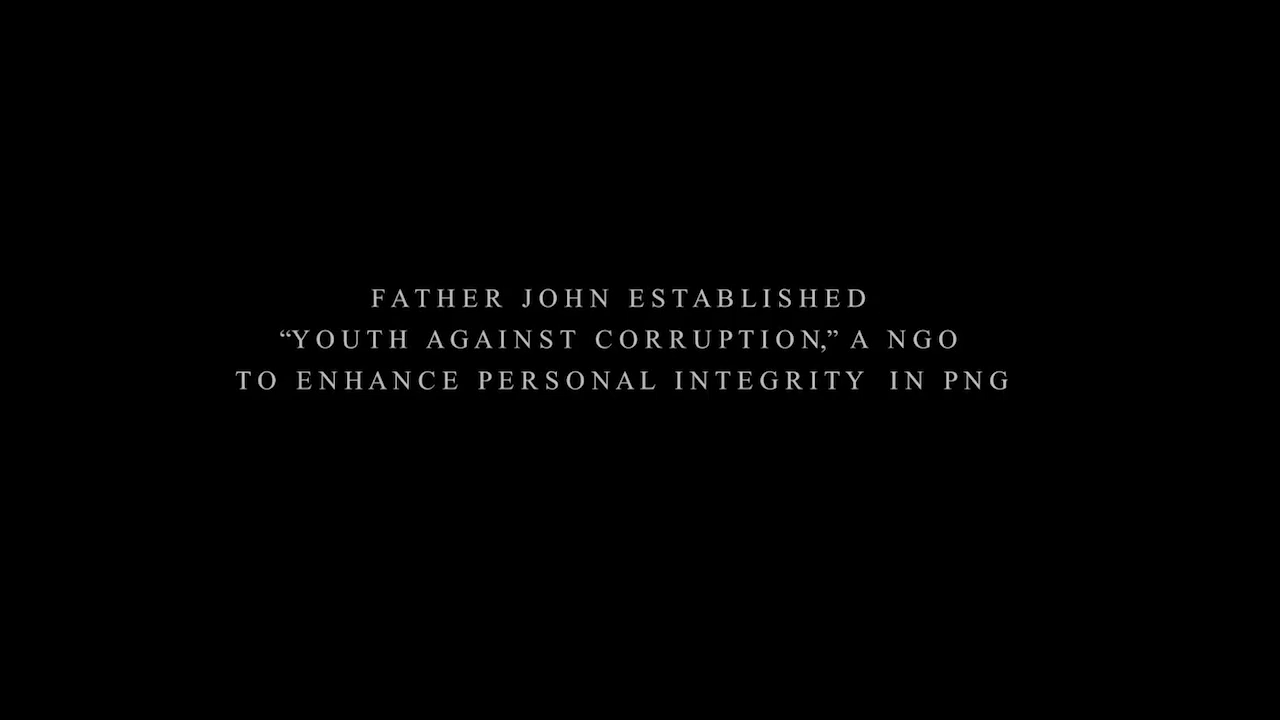 FATHER JOHN ESTABLISHED
“YOUTH AGAINST CORRUPTION,” A NGO
TO ENHANCE PERSONAL INTEGRITY IN PNG